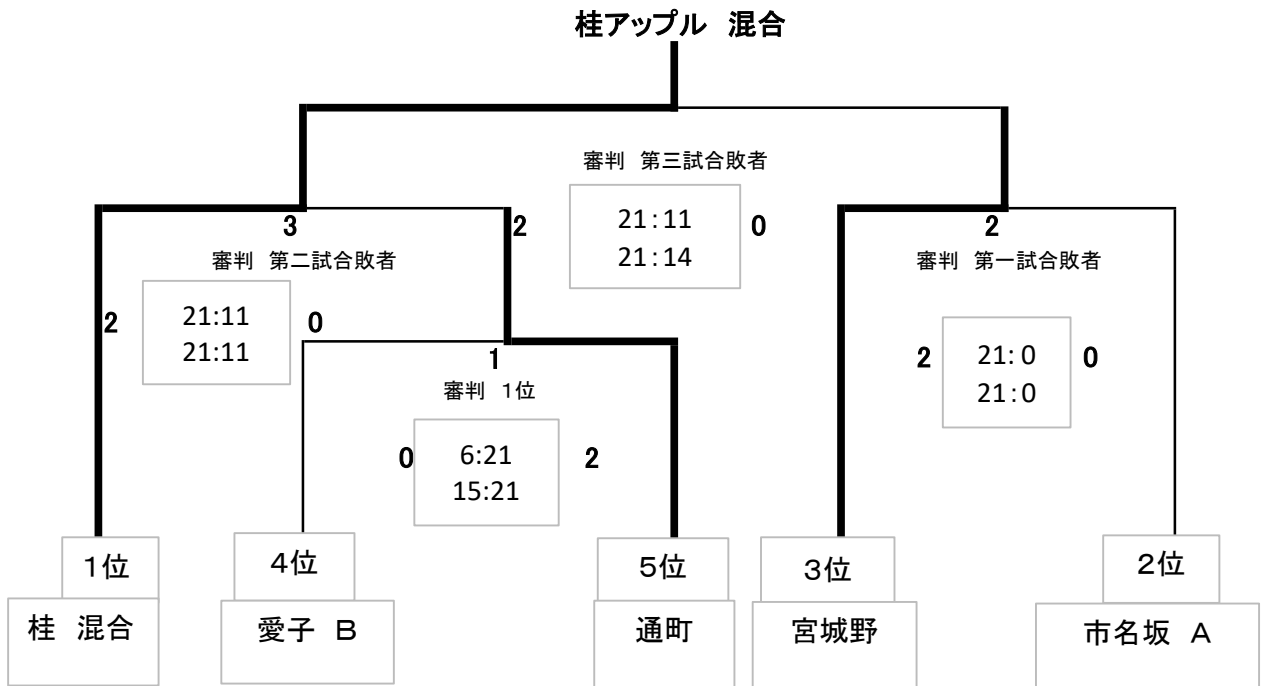 桂アップル 混合
審判 第三試合敗者
21:11
21:14
2
0
3
審判 第二試合敗者
21:11
21:11
2
0
2
審判 第一試合敗者
21:0
21:0
2
0
1
審判 1位
6:21
15:21
0
2
1位
4位
5位
3位
2位
桂 混合
愛子 B
通町
宮城野
市名坂 A